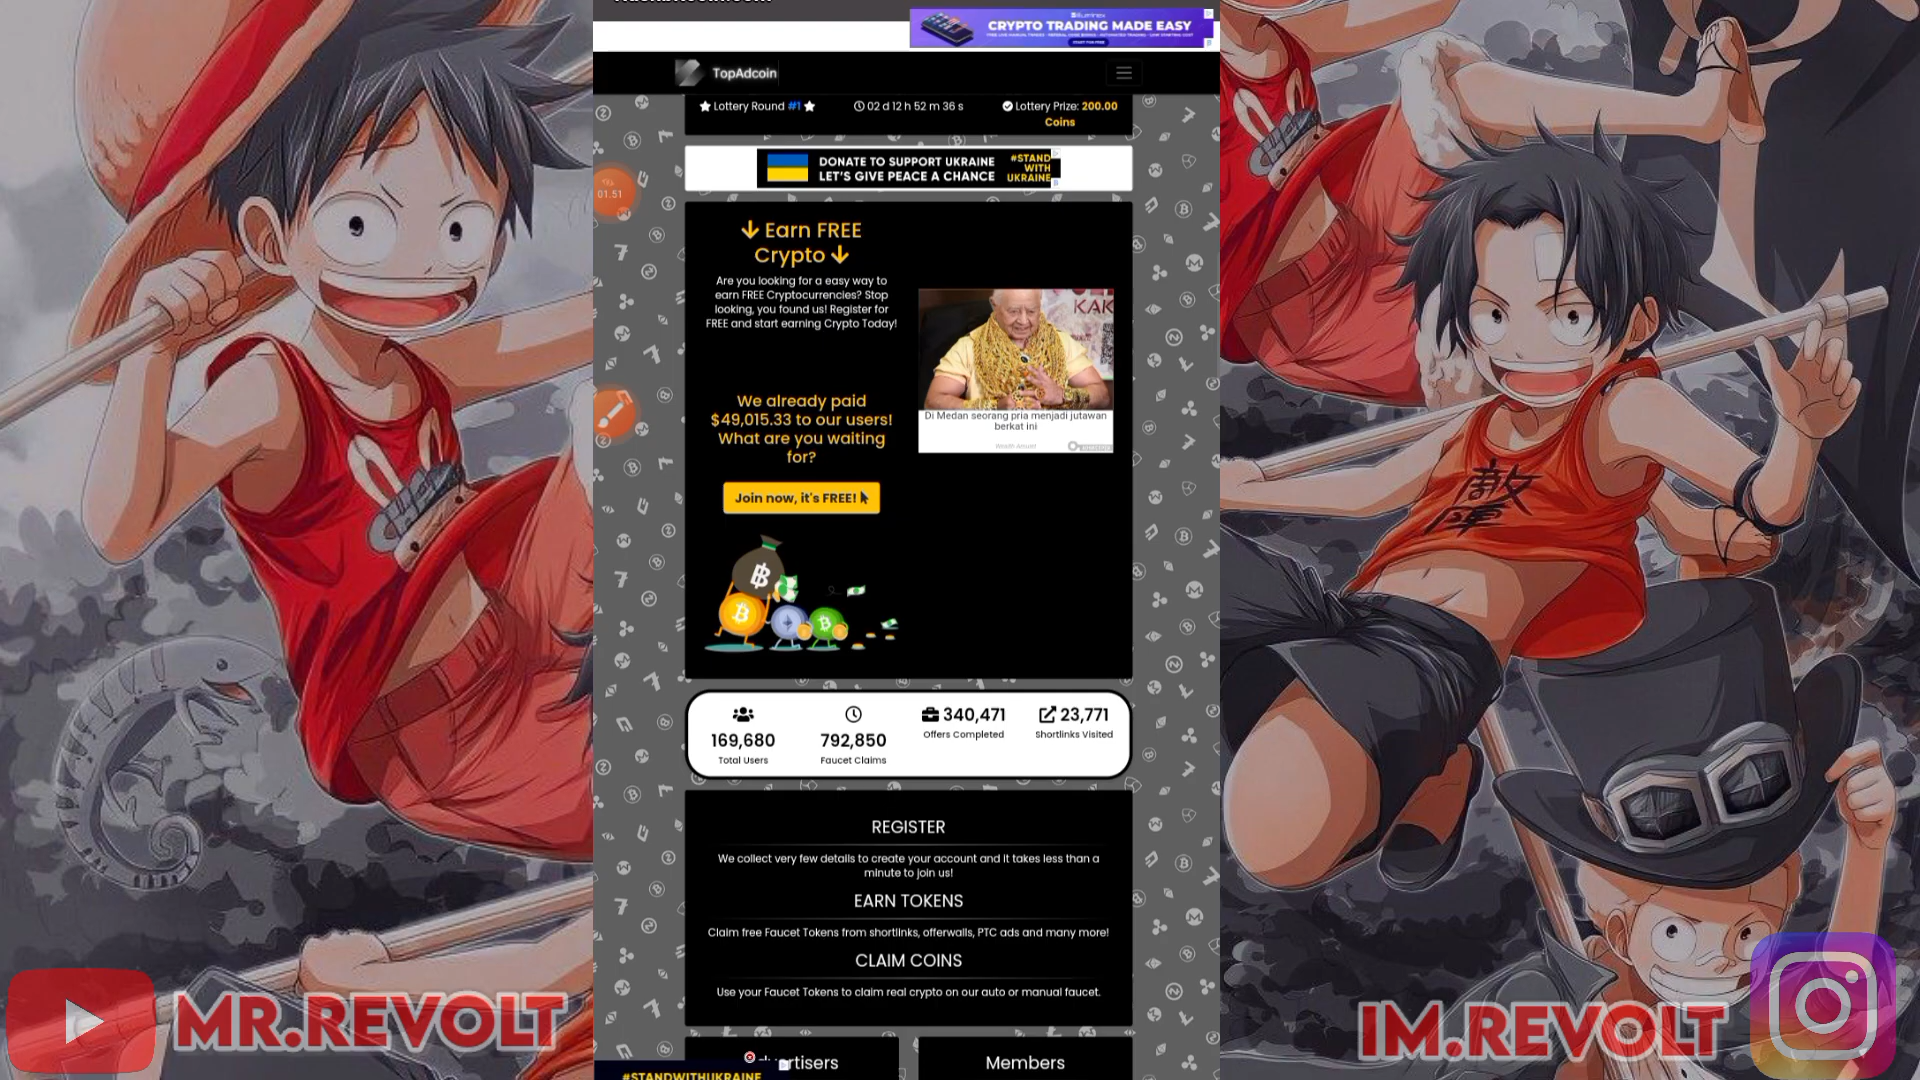 CRYPTO TRADING MADE EASY
START FOR FREE
TopAdcoin
Lottery Round #1
02 d 12 h 52 m 36 s
Lottery Prize: 200.00
Coins
DONATE TO SUPPORT UKRAINE
LET'S GIVE PEACE A CHANCE
#STAND
WITH
UKRAINE
01:51
Earn FREE
Crypto
Are you looking for a easy way to
earn FREE Cryptocurrencies? Stop
looking, you found us! Register for
FREE and start earning Crypto Today!
KAK
Di Medan seorang pria menjadi jutawan
berkat ini
We already paid
$49,015.33 to our users!
What are you waiting
for?
Join now, it's FREE!
169,680
Total Users
792,850
Faucet Claims
340,471
Offers Completed
23,771
Shortlinks Visited
REGISTER
We collect very few details to create your account and it takes less than a
minute to join us!
EARN TOKENS
Claim free Faucet Tokens from shortlinks, offerwalls, PTC ads and many more!
CLAIM COINS
Use your Faucet Tokens to claim real crypto on our auto or manual faucet.
Members
#STANDWITHUKRAINE
MR.REVOLT
IM.REVOLT